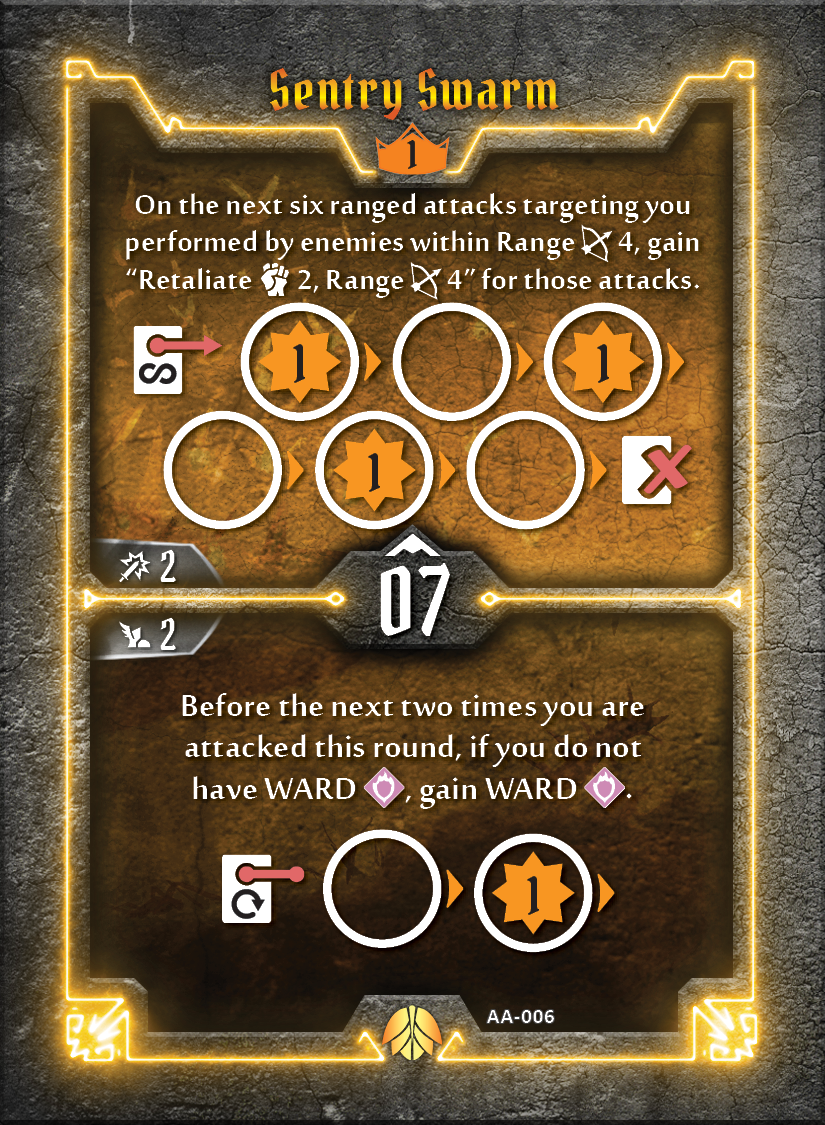 Sentry Swarm
1
On the next six ranged attacks targeting you
performed by enemies within Range 4, gain
“Retaliate 2, Range 4” for those attacks.
1 1
1
2
07
2
Before the next two times you are
attacked this round, if you do not
have WARD , gain WARD .
1
AA-006